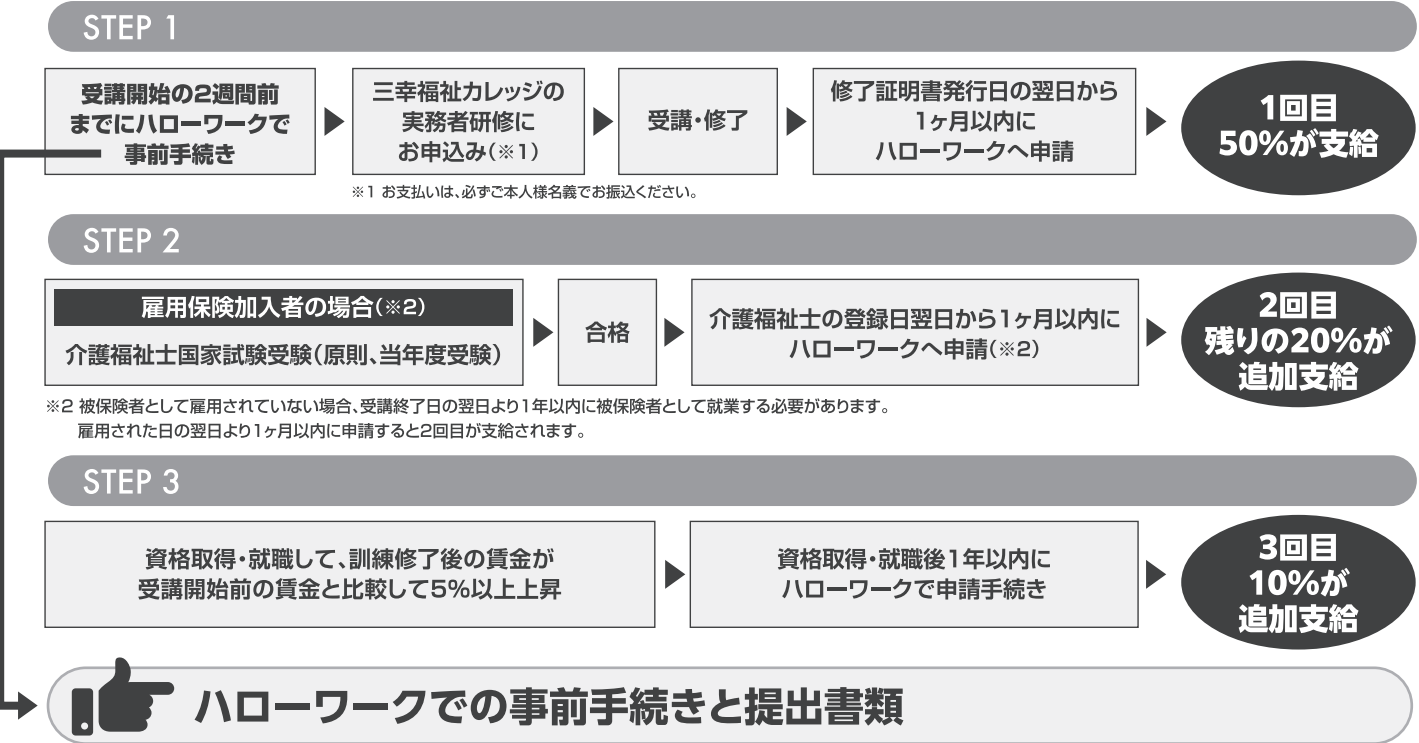 STEP 1
受講開始の2週間前
までにハローワークで
事前手続き
三幸福祉カレッジの
実務者研修に
お申込み(※1)
受講・修了
修了証明書発行日の翌日から
1ヶ月以内に
ハローワークへ申請
1回目
50%が支給
※1 お支払いは、必ずご本人様名義でお振込ください。
STEP 2
雇用保険加入者の場合(※2)
介護福祉士国家試験受験(原則、当年度受験)
合格
介護福祉士の登録日翌日から1ヶ月以内に
ハローワークへ申請(※2)
2回目
残りの20%が
追加支給
※2 被保険者として雇用されていない場合、受講終了日の翌日より1年以内に被保険者として就業する必要があります。
雇用された日の翌日より1ヶ月以内に申請すると2回目が支給されます。
STEP 3
資格取得・就職して、訓練修了後の賃金が
受講開始前の賃金と比較して5%以上上昇
資格取得・就職後1年以内に
ハローワークで申請手続き
3回目
10%が
追加支給
ハローワークでの事前手続きと提出書類